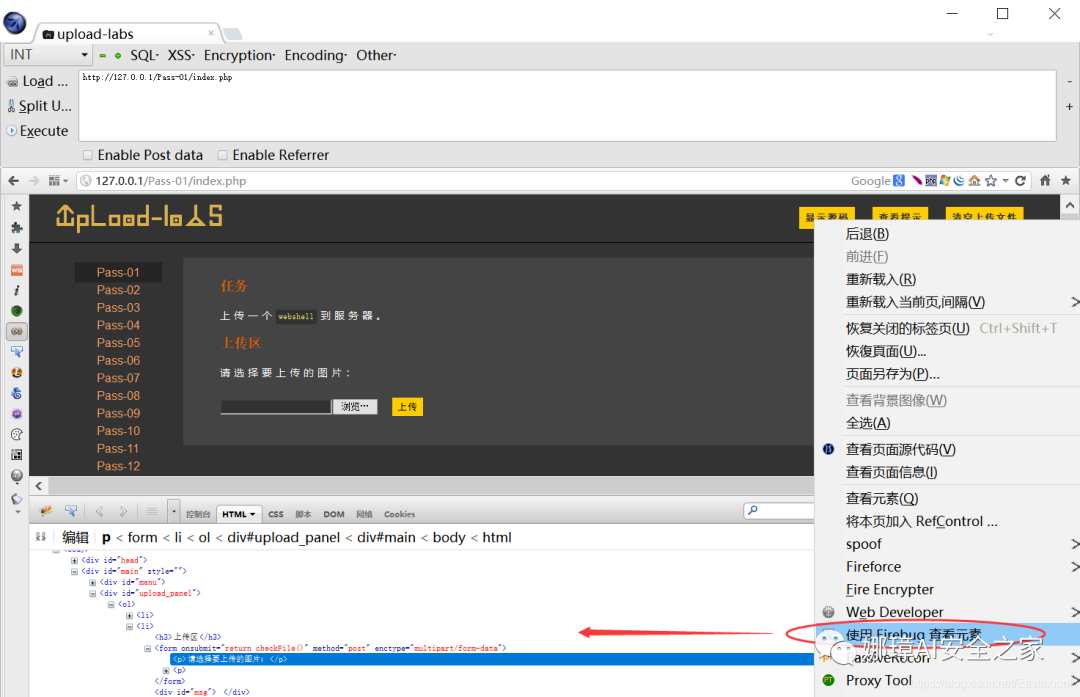 upload-labs ×
INT SQL· XSS· Encryption· Encoding· Other·
Load ...
http://127.0.0.1/Pass-01/index.php
Split U...
Execute
Enable Post data Enable Referrer
127.0.0.1/Pass-01/index.php Google
UpLoad-labS
显示源码 查看提示 清空上传文件
Pass-01
Pass-02
Pass-03
Pass-04
Pass-05
Pass-06
Pass-07
Pass-08
Pass-09
Pass-10
Pass-11
Pass-12
任务
上传一个 webshell 到服务器。
上传区
请选择要上传的图片：
浏览… 上传
后退(B)
前进(F)
重新载入(R)
重新载入当前页,间隔(V)
恢复关闭的标签页(U) Ctrl+Shift+T
恢復頁面(U)...
页面另存为(P)...
查看背景图像(W)
全选(A)
查看页面源代码(V)
查看页面信息(I)
查看元素(Q)
将本页加入 RefControl ...
spoof
Fireforce
Fire Encrypter
Web Developer
使用 Firebug 查看元素
PassiveRecon
Proxy Tool
控制台 HTML CSS 脚本 DOM 网络 Cookies
编辑 p < form < li < ol < div#upload_panel < div#main < body < html
<body>
<div id="head">
<div id="main" style="">
<div id="menu">
<div id="upload_panel">
<ol>
<li>
<li>
<h3>上传区</h3>
<form onsubmit="return checkFile()" method="post" enctype="multipart/form-data">
<p>请选择要上传的图片：</p>
<p>
</form>
<div id="msg"> </div>
娜璋AI安全之家